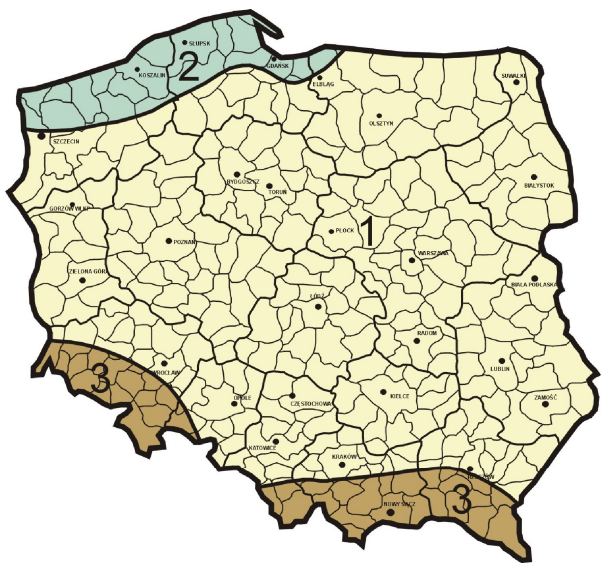 SŁUPSK
2
GDAŃSK
KOSZALIN
ELBLĄG
SUWAŁKI
OLSZTYN
SZCZECIN
BYDGOSZCZ
TORUŃ
BIAŁYSTOK
GORZÓW WLKP
PŁOCK
1
POZNAŃ
WARSZAWA
ZIELONA GÓRA
BIAŁA PODLASKA
ŁÓDŹ
RADOM
WROCŁAW
LUBLIN
3
OPOLE
CZĘSTOCHOWA
KIELCE
ZAMOŚĆ
KATOWICE
KRAKÓW
3
NOWY SĄCZ